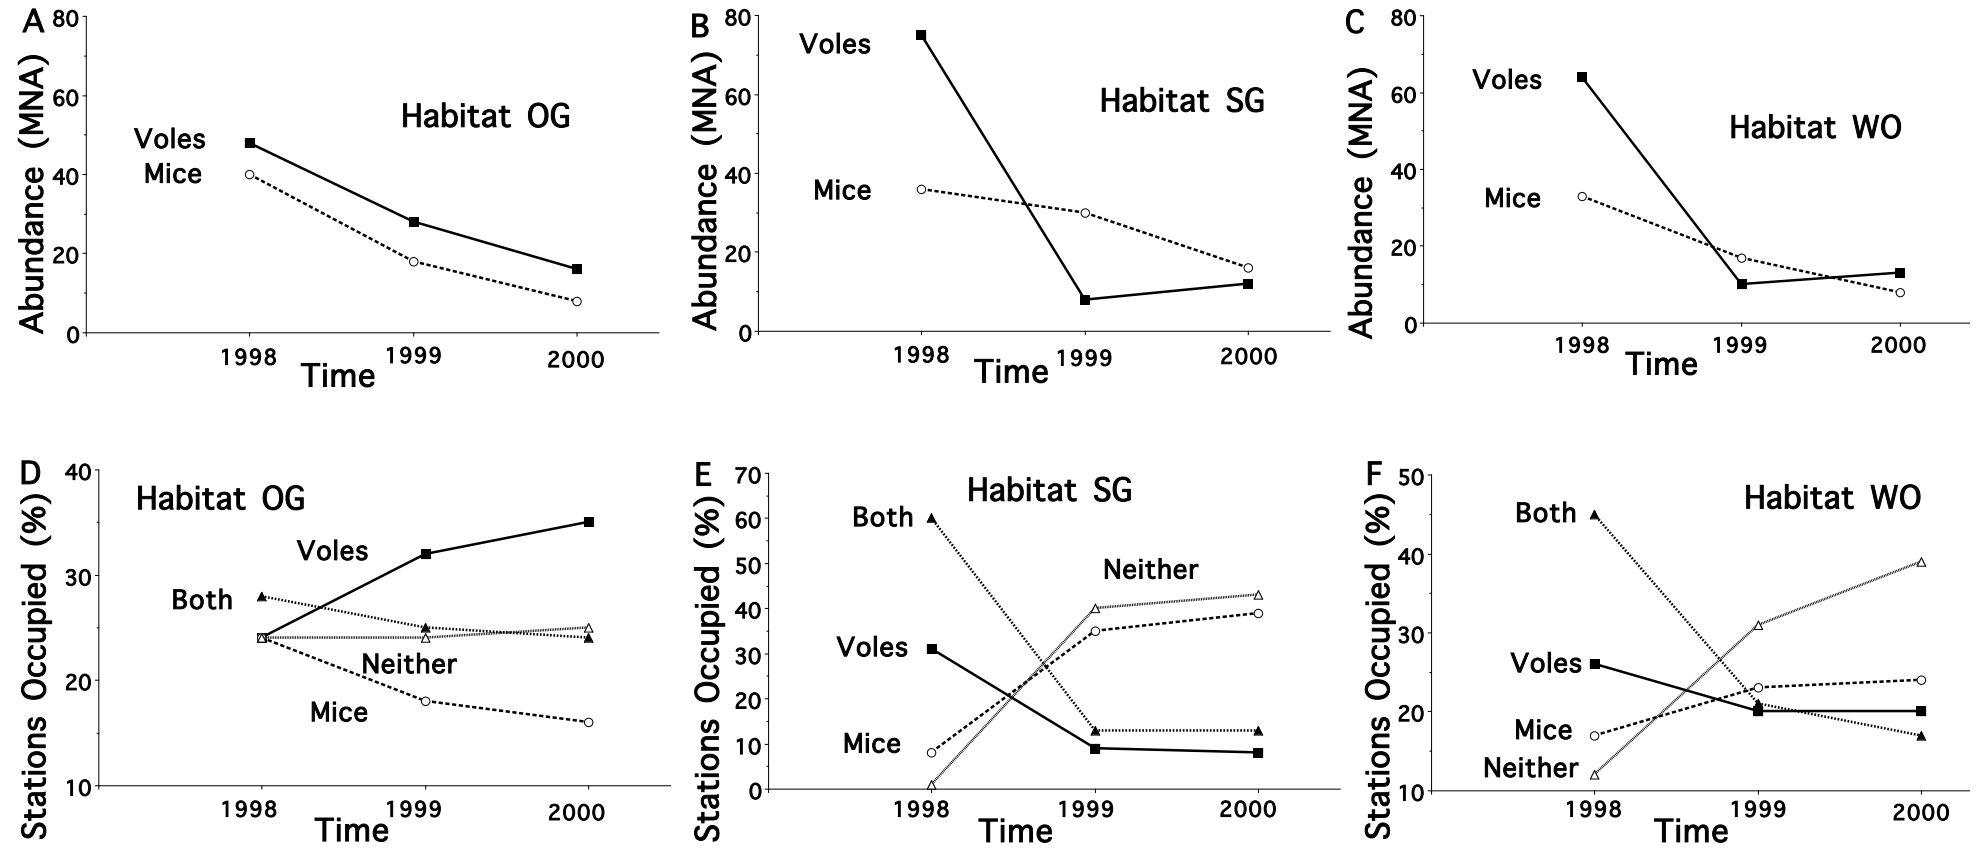 A
Abundance (MNA)
80
60
40
20
0
Habitat OG
Voles
Mice
1998
1999
2000
Time
B
Abundance (MNA)
80
60
40
20
0
Voles
Habitat SG
Mice
1998
1999
2000
Time
C
Abundance (MNA)
80
60
40
20
0
Voles
Habitat WO
Mice
1998
1999
2000
Time
D
Stations Occupied (%)
40
30
20
10
Habitat OG
Voles
Both
Neither
Mice
1998
1999
2000
Time
E
Stations Occupied (%)
70
60
50
40
30
20
10
0
Habitat SG
Both
Neither
Voles
Mice
1998
1999
2000
Time
F
Stations Occupied (%)
50
40
30
20
10
Habitat WO
Both
Voles
Mice
Neither
1998
1999
2000
Time